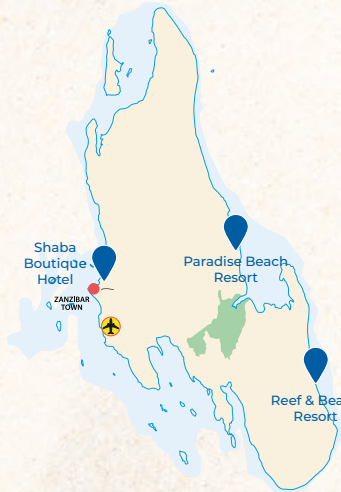 Shaba
Boutique
Hotel
ZANZIBAR
TOWN
Paradise Beach
Resort
Reef & Bea
Resort